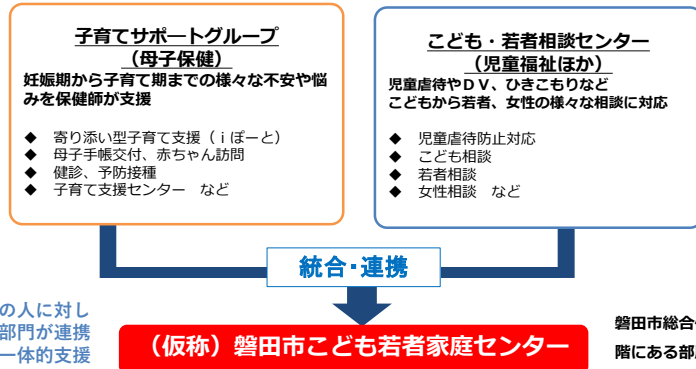 子育てサポートグループ
(母子保健)
妊娠期から子育て期までの様々な不安や悩
みを保健師が支援
◆ 寄り添い型子育て支援(iぽーと)
◆ 母子手帳交付、赤ちゃん訪問
◆ 健診、予防接種
◆ 子育て支援センター など
こども・若者相談センター
(児童福祉ほか)
児童虐待やDV、ひきこもりなど
こどもから若者、女性の様々な相談に対応
◆ 児童虐待防止対応
◆ こども相談
◆ 若者相談
◆ 女性相談 など
統合・連携
の人に対し
部門が連携
一体的支援
(仮称)磐田市こども若者家庭センター
磐田市総合
階にある部